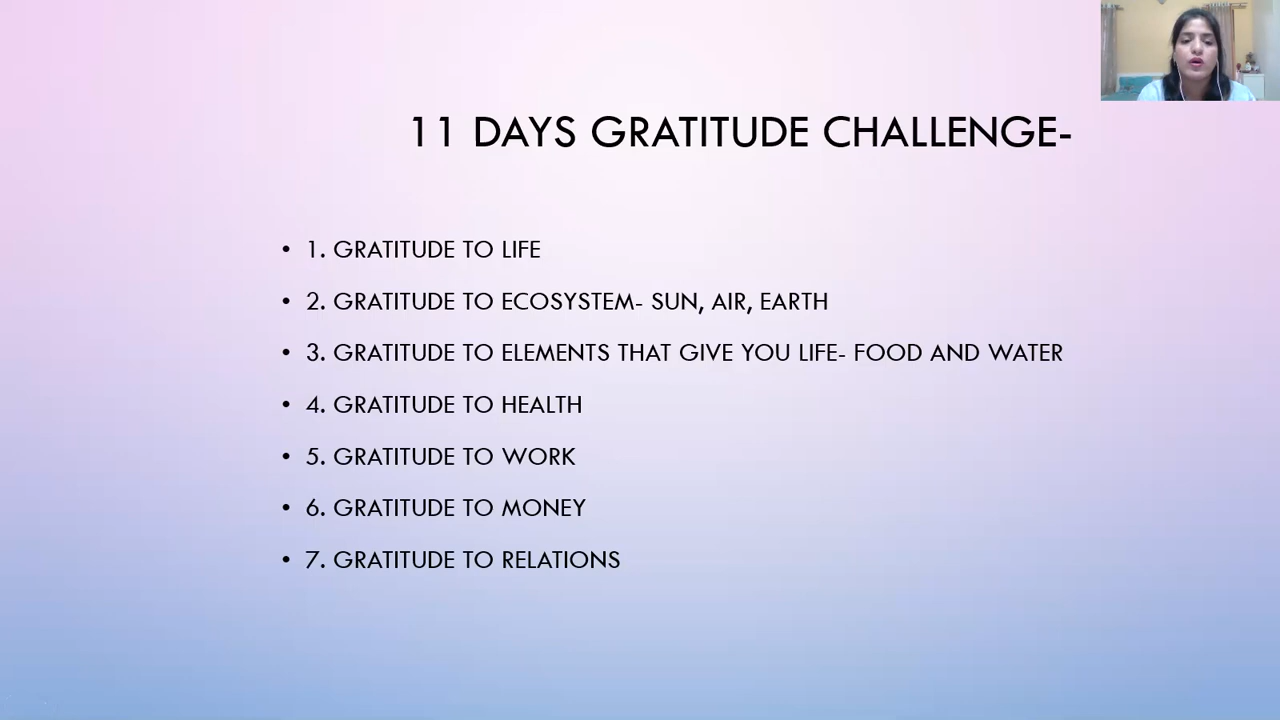 11 DAYS GRATITUDE CHALLENGE-
• 1. GRATITUDE TO LIFE
• 2. GRATITUDE TO ECOSYSTEM- SUN, AIR, EARTH
• 3. GRATITUDE TO ELEMENTS THAT GIVE YOU LIFE- FOOD AND WATER
• 4. GRATITUDE TO HEALTH
• 5. GRATITUDE TO WORK
• 6. GRATITUDE TO MONEY
• 7. GRATITUDE TO RELATIONS